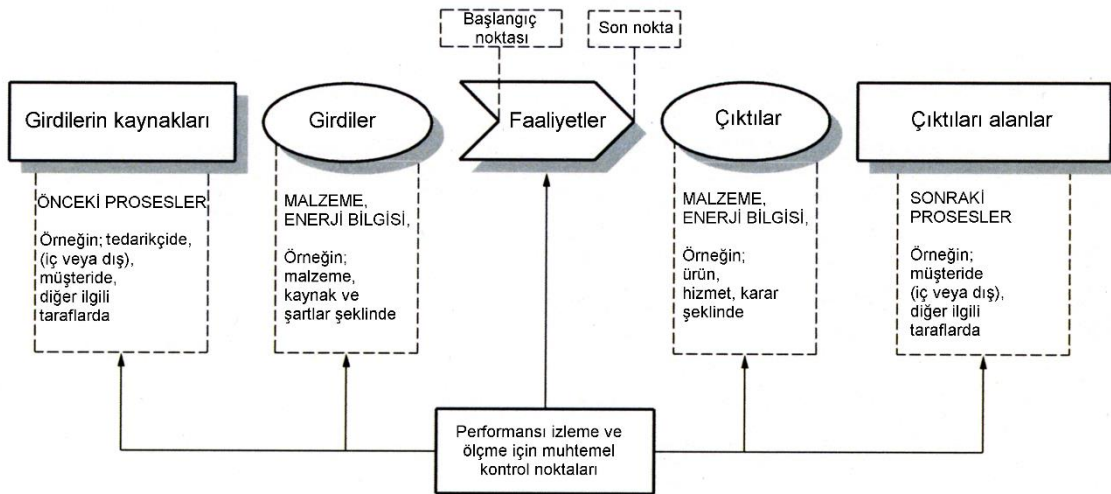 Başlangıç
noktası
Son nokta
Girdilerin kaynakları
Girdiler
Faaliyetler
Çıktılar
Çıktıları alanlar
ÖNCEKİ PROSESLER
Örneğin; tedarikçide,
(iç veya dış),
müşteride,
diğer ilgili
taraflarda
MALZEME,
ENERJİ BİLGİSİ,
Örneğin;
malzeme,
kaynak ve
şartlar şeklinde
MALZEME,
ENERJİ BİLGİSİ,
Örneğin;
ürün,
hizmet, karar
şeklinde
SONRAKİ
PROSESLER
Örneğin;
müşteride
(iç veya dış),
diğer ilgili
taraflarda
Performansı izleme ve
ölçme için muhtemel
kontrol noktaları